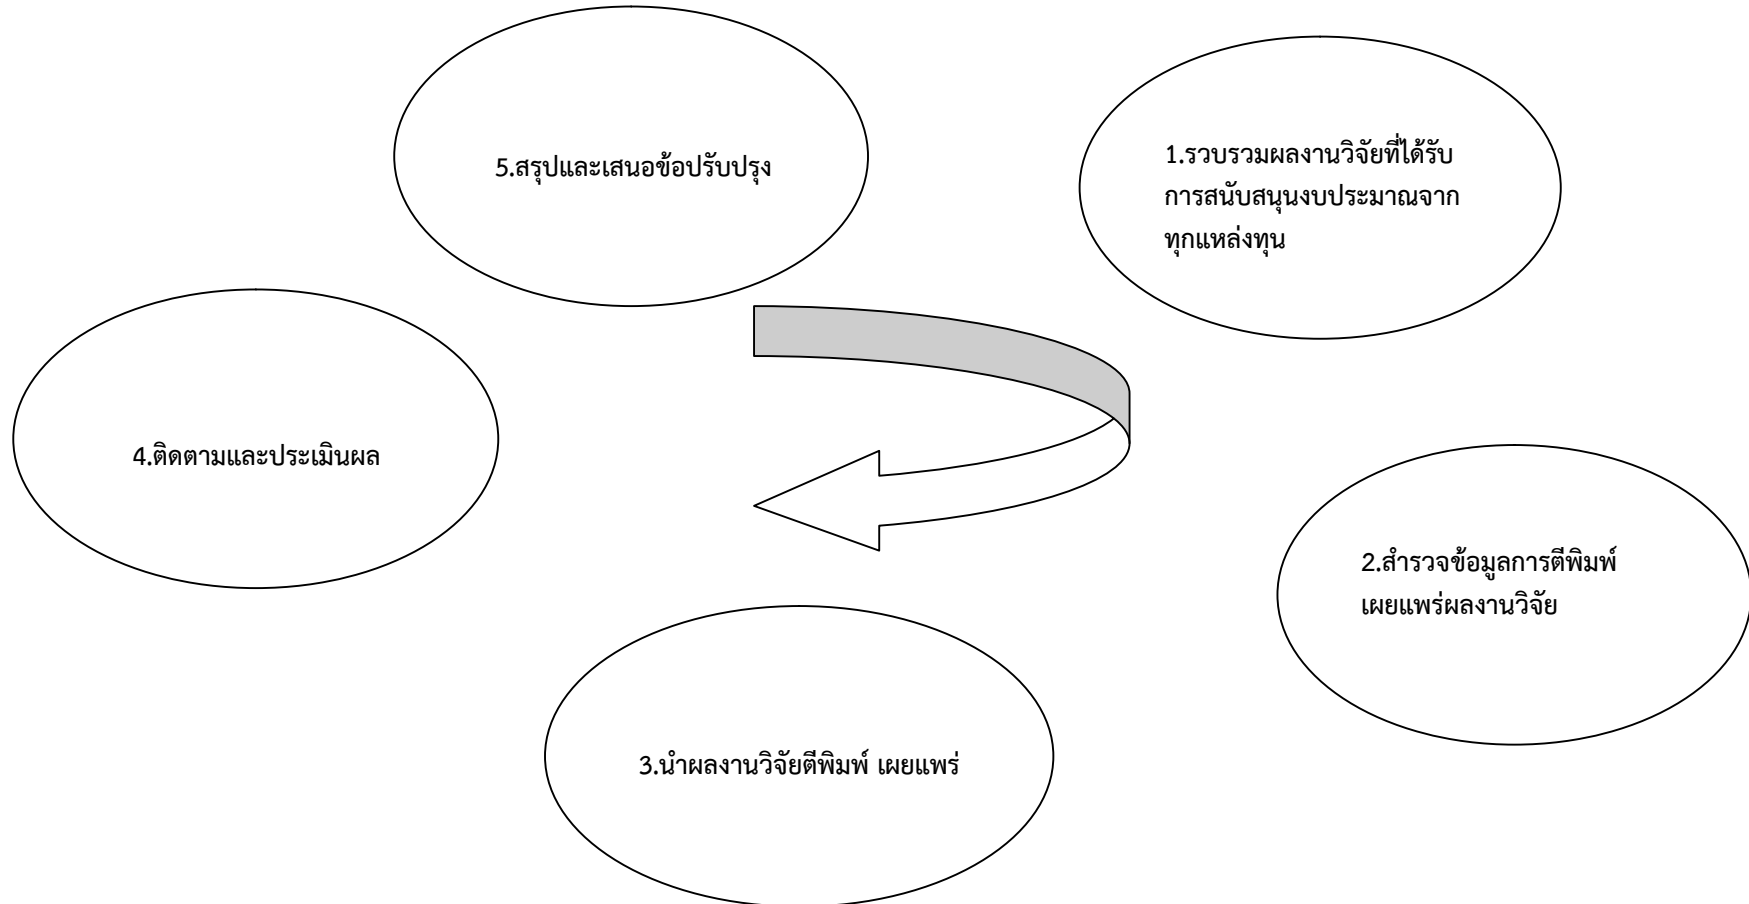 5.สรุปและเสนอข้อปรับปรุง
1.รวบรวมผลงานวิจัยที่ได้รับ
การสนับสนุนงบประมาณจาก
ทุกแหล่งทุน
4.ติดตามและประเมินผล
2.สำรวจข้อมูลการตีพิมพ์
เผยแพร่ผลงานวิจัย
3.นำผลงานวิจัยตีพิมพ์ เผยแพร่